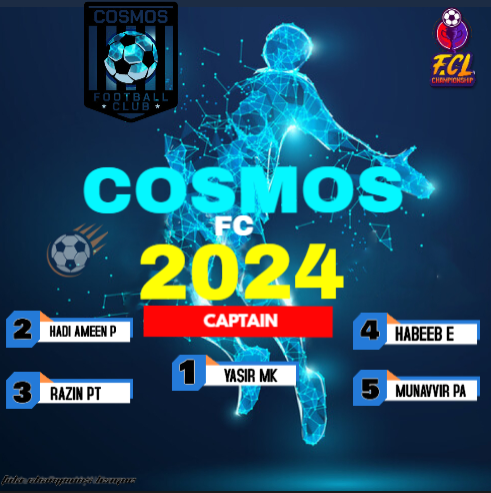 COSMOS
FOOTBALL
CLUB
F.C.L
CHAMPIONSHIP
COSMOS
FC
2024
CAPTAIN
2 HADI AMEEN P
4 HABEEB E
1 YASIR MK
3 RAZIN PT
5 MUNAVVIR PA